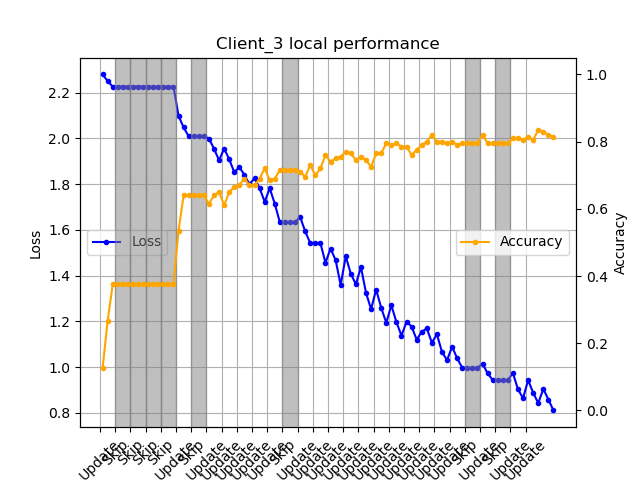 Client_3 local performance
2.2
2.0
1.8
1.6
1.4
1.2
1.0
0.8
Loss
Loss
Accuracy
1.0
0.8
0.6
0.4
0.2
0.0
Accuracy
Update
Skip
Skip
Skip
Skip
Update
Skip
Update
Update
Update
Update
Update
Skip
Update
Update
Update
Update
Update
Update
Update
Update
Update
Update
Update
Skip
Update
Skip
Update
Update